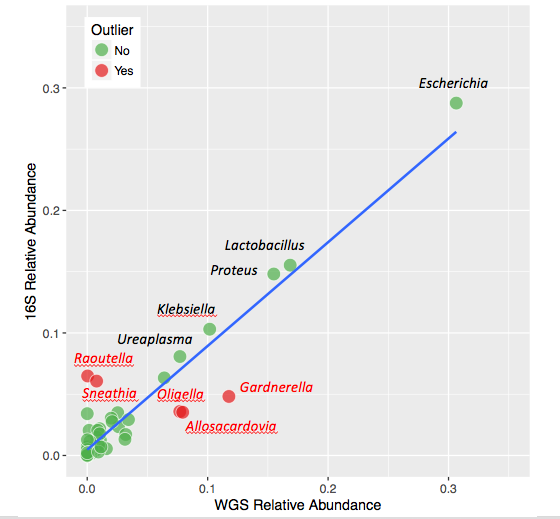 Outlier
No
Yes
Escherichia
0.3
Lactobacillus
Proteus
0.2
Klebsiella
Ureaplasma
0.1
Raoutella
Sneathia
Oligella
Gardnerella
Allosacardovia
0.0
0.0 0.1 0.2 0.3
WGS Relative Abundance
16S Relative Abundance